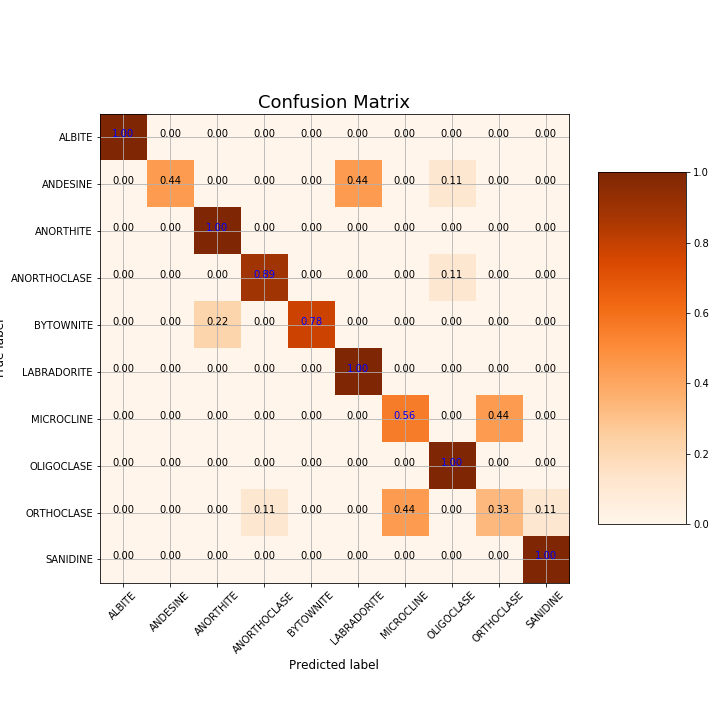 Confusion Matrix
ALBITE 1.00 0.00 0.00 0.00 0.00 0.00 0.00 0.00 0.00 0.00
ANDESINE 0.00 0.44 0.00 0.00 0.00 0.44 0.00 0.11 0.00 0.00
ANORTHITE 0.00 0.00 1.00 0.00 0.00 0.00 0.00 0.00 0.00 0.00
ANORTHOCLASE 0.00 0.00 0.00 0.89 0.00 0.00 0.00 0.11 0.00 0.00
BYTOWNITE 0.00 0.00 0.22 0.00 0.78 0.00 0.00 0.00 0.00 0.00
LABRADORITE 0.00 0.00 0.00 0.00 0.00 1.00 0.00 0.00 0.00 0.00
MICROCLINE 0.00 0.00 0.00 0.00 0.00 0.00 0.56 0.00 0.44 0.00
OLIGOCLASE 0.00 0.00 0.00 0.00 0.00 0.00 0.00 1.00 0.00 0.00
ORTHOCLASE 0.00 0.00 0.00 0.11 0.00 0.00 0.44 0.00 0.33 0.11
SANIDINE 0.00 0.00 0.00 0.00 0.00 0.00 0.00 0.00 0.00 1.00
ALBITE ANDESINE ANORTHITE ANORTHOCLASE BYTOWNITE LABRADORITE MICROCLINE OLIGOCLASE ORTHOCLASE SANIDINE
Predicted label
1.0
0.8
0.6
0.4
0.2
0.0